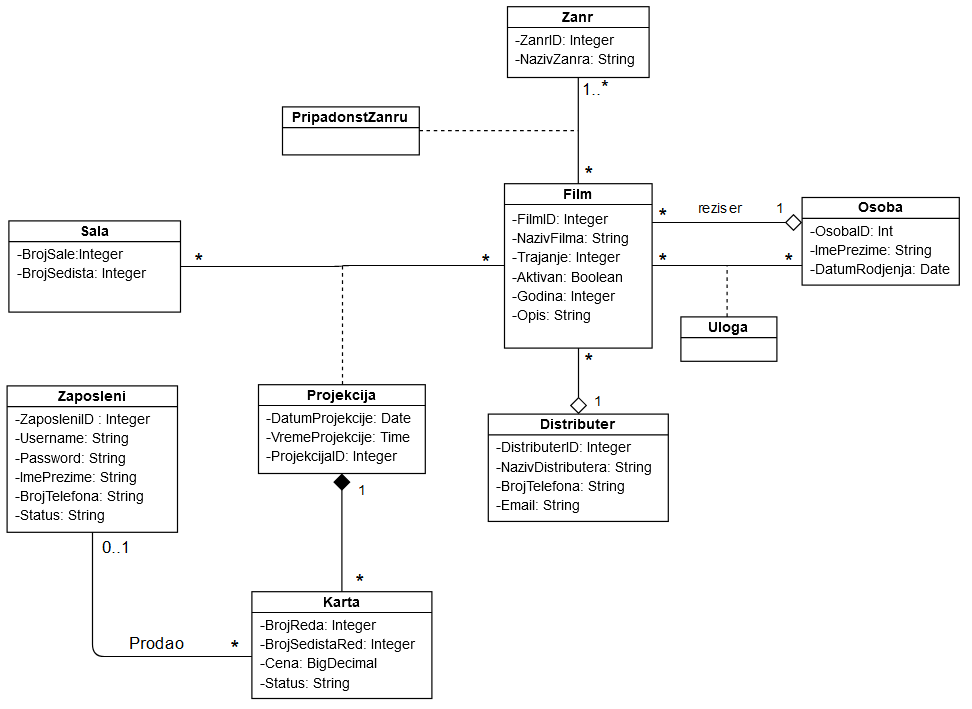 Zanr
-ZanrID: Integer
-NazivZanra: String
1..*
PripadonstZanru
*
Film
-FilmID: Integer
-NazivFilma: String
-Trajanje: Integer
-Aktivan: Boolean
-Godina: Integer
-Opis: String
* reziser 1
* *
Osoba
-OsobaID: Int
-ImePrezime: String
-DatumRodjenja: Date
Uloga
Sala
-BrojSale:Integer
-BrojSedista: Integer
* *
*
1
Distributer
-DistributerID: Integer
-NazivDistributera: String
-BrojTelefona: String
-Email: String
Projekcija
-DatumProjekcije: Date
-VremeProjekcije: Time
-ProjekcijaID: Integer
1
*
Zaposleni
-ZaposleniID : Integer
-Username: String
-Password: String
-ImePrezime: String
-BrojTelefona: String
-Status: String
0..1
Prodao *
Karta
-BrojReda: Integer
-BrojSedistaRed: Integer
-Cena: BigDecimal
-Status: String